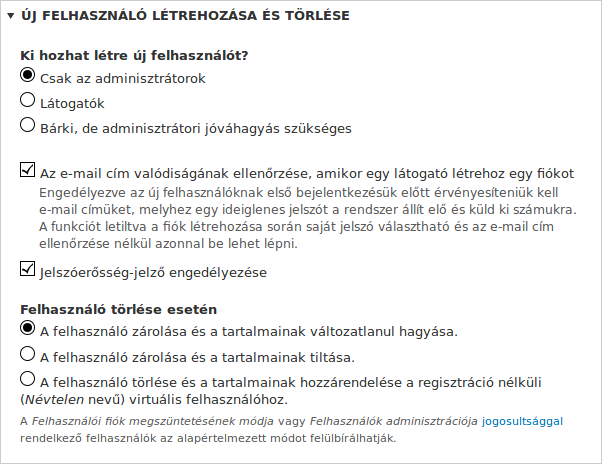 ÚJ FELHASZNÁLÓ LÉTREHOZÁSA ÉS TÖRLÉSE
Ki hozhat létre új felhasználót?
Csak az adminisztrátorok
Látogatók
Bárki, de adminisztrátori jóváhagyás szükséges
Az e-mail cím valódiságának ellenőrzése, amikor egy látogató létrehoz egy fiókot
Engedélyezve az új felhasználóknak első bejelentkezésük előtt érvényesíteniük kell
e-mail címüket, melyhez egy ideiglenes jelszót a rendszer állít elő és küld ki számukra.
A funkciót letiltva a fiók létrehozása során saját jelszó választható és az e-mail cím
ellenőrzése nélkül azonnal be lehet lépni.
Jelszóerősség-jelző engedélyezése
Felhasználó törlése esetén
A felhasználó zárolása és a tartalmainak változatlanul hagyása.
A felhasználó zárolása és a tartalmainak tiltása.
A felhasználó törlése és a tartalmainak hozzárendelése a regisztráció nélküli
(Névtelen nevű) virtuális felhasználóhoz.
A Felhasználói fiók megszüntetésének módja vagy Felhasználók adminisztrációja jogosultsággal
rendelkező felhasználók az alapértelmezett módot felülbírálhatják.